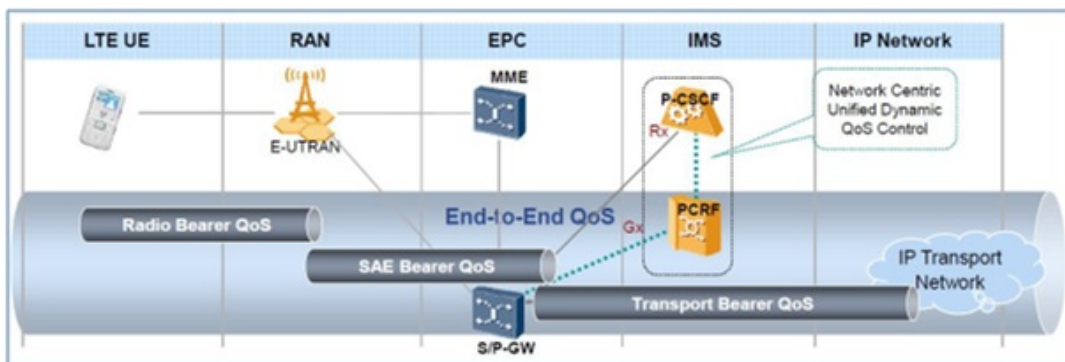 LTE UE
RAN
EPC
IMS
IP Network
MME
P-CSCF
Network Centric
Unified Dynamic
QoS Control
Rx
E-UTRAN
End-to-End QoS
PCRF
Gx
Radio Bearer QoS
SAE Bearer QoS
IP Transport
Network
Transport Bearer QoS
S/P-GW